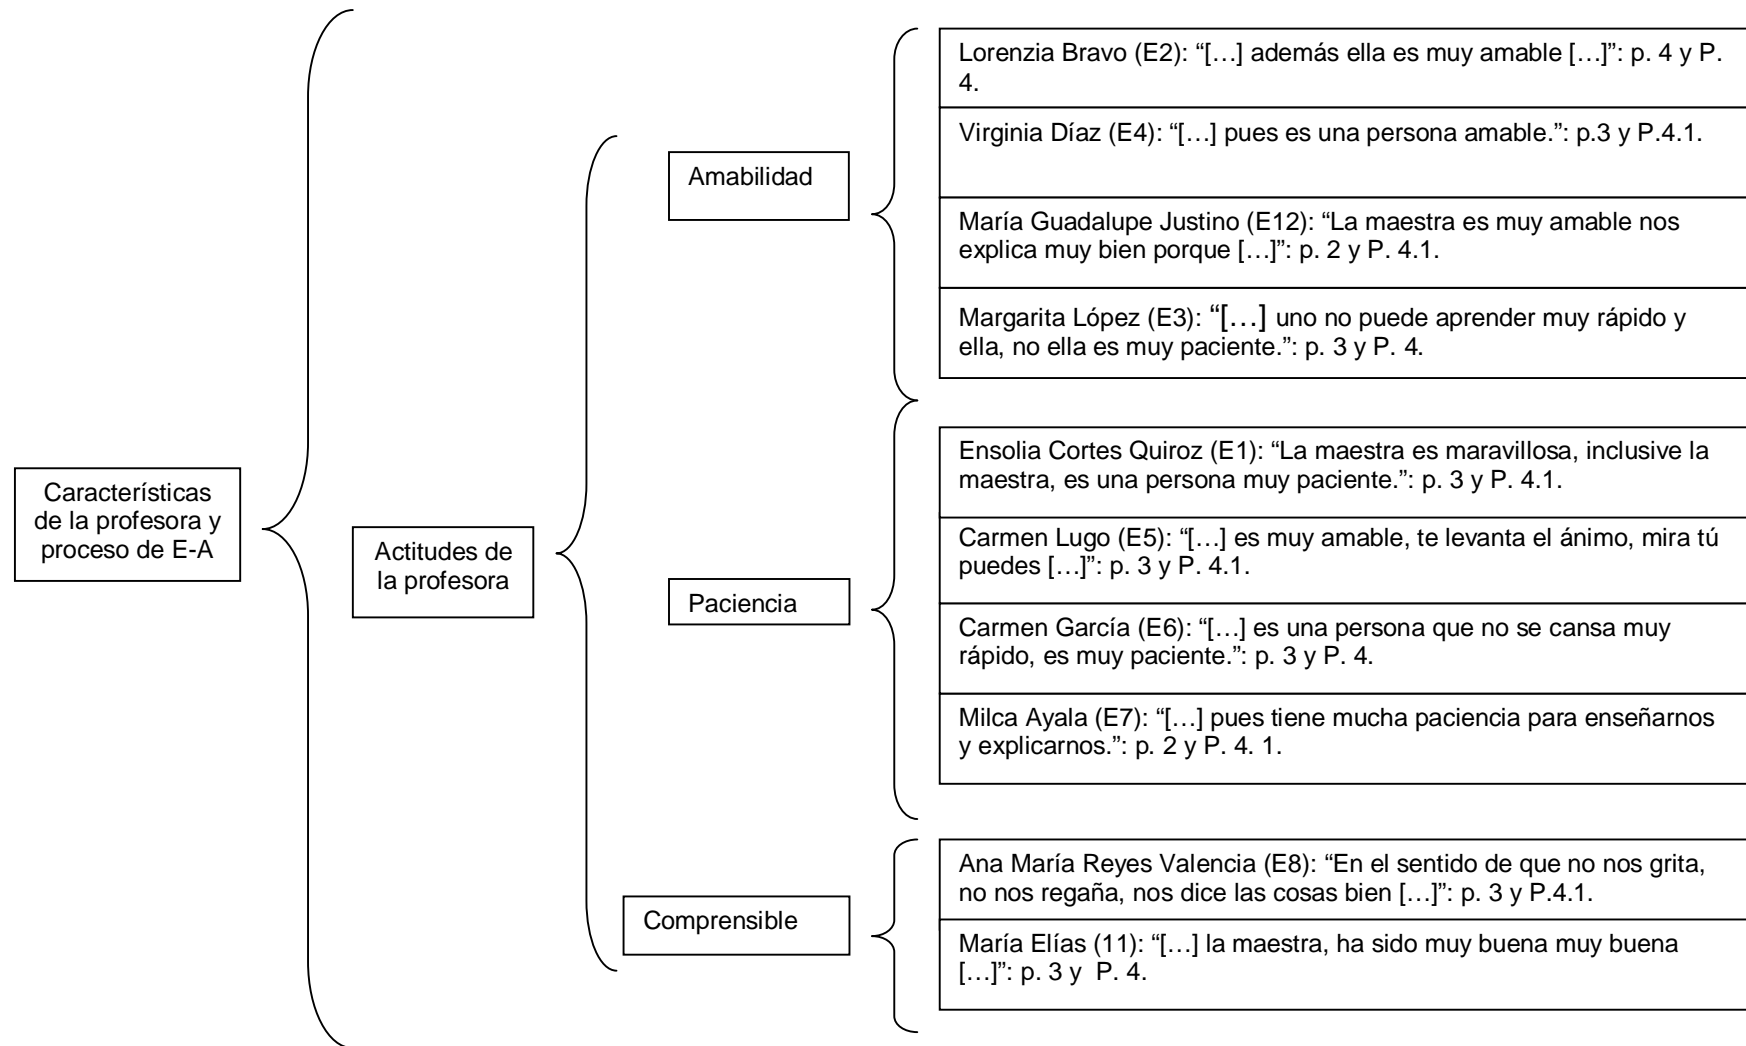 Lorenzia Bravo (E2): “[…] además ella es muy amable […]”: p. 4 y P.
4.
Virginia Díaz (E4): “[…] pues es una persona amable.”: p.3 y P.4.1.
Amabilidad
María Guadalupe Justino (E12): “La maestra es muy amable nos
explica muy bien porque […]”: p. 2 y P. 4.1.
Margarita López (E3): “[…] uno no puede aprender muy rápido y
ella, no ella es muy paciente.”: p. 3 y P. 4.
Ensolia Cortes Quiroz (E1): “La maestra es maravillosa, inclusive la
maestra, es una persona muy paciente.”: p. 3 y P. 4.1.
Características
de la profesora y
proceso de E-A
Actitudes de
la profesora
Carmen Lugo (E5): “[…] es muy amable, te levanta el ánimo, mira tú
puedes […]”: p. 3 y P. 4.1.
Paciencia
Carmen García (E6): “[…] es una persona que no se cansa muy
rápido, es muy paciente.”: p. 3 y P. 4.
Milca Ayala (E7): “[…] pues tiene mucha paciencia para enseñarnos
y explicarnos.”: p. 2 y P. 4. 1.
Ana María Reyes Valencia (E8): “En el sentido de que no nos grita,
no nos regaña, nos dice las cosas bien […]”: p. 3 y P.4.1.
Comprensible
María Elías (11): “[…] la maestra, ha sido muy buena muy buena
[…]”: p. 3 y  P. 4.